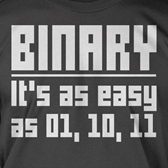 BINARY
It's as easy
as 01, 10, 11